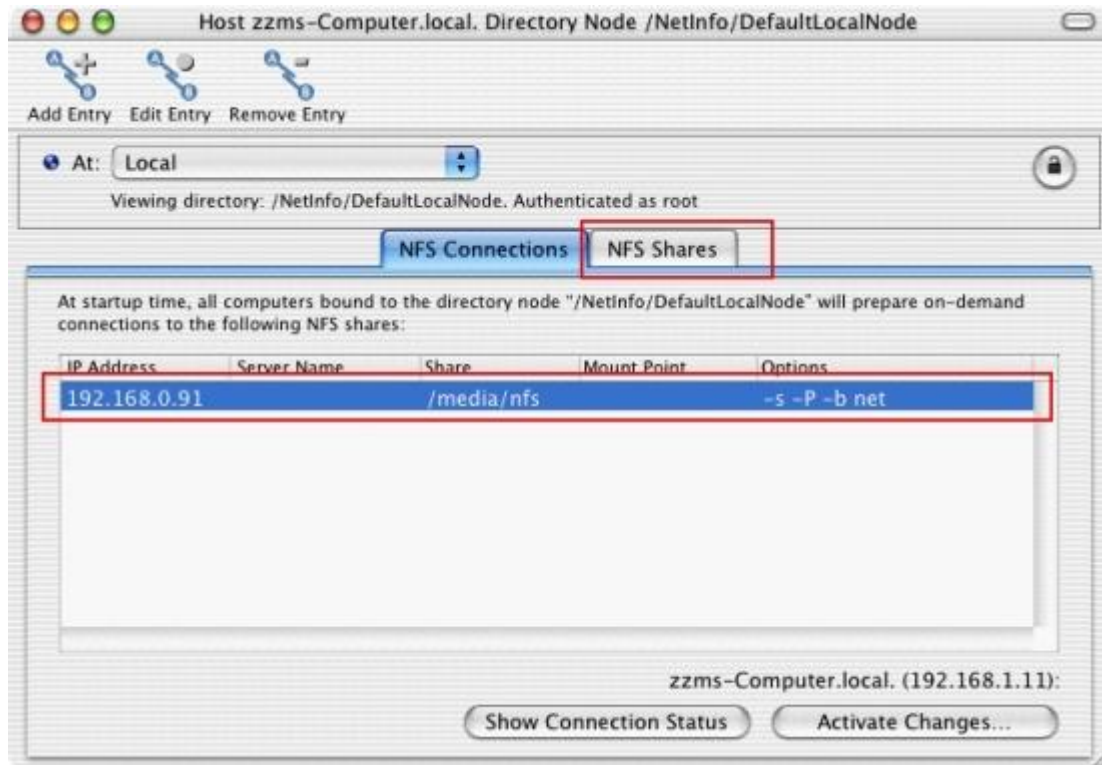 Host zzms-Computer.local. Directory Node /NetInfo/DefaultLocalNode
Add Entry Edit Entry Remove Entry
At: Local
Viewing directory: /NetInfo/DefaultLocalNode. Authenticated as root
NFS Connections NFS Shares
At startup time, all computers bound to the directory node "/NetInfo/DefaultLocalNode" will prepare on-demand
connections to the following NFS shares:
IP Address Server Name Share Mount Point Options
192.168.0.91 /media/nfs -s -P -b net
zzms-Computer.local. (192.168.1.11):
Show Connection Status Activate Changes...